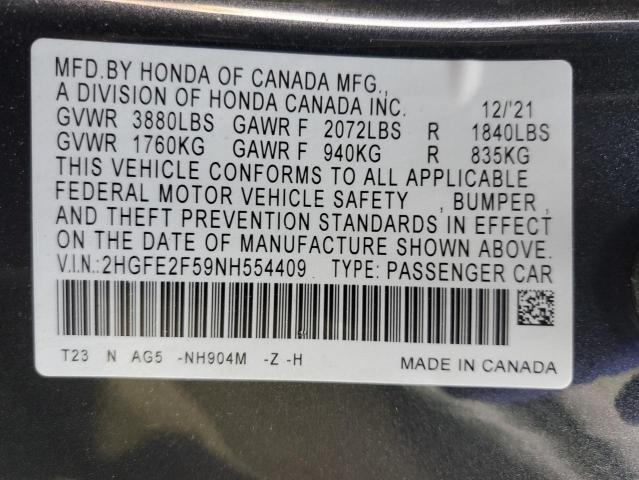 MFD.BY HONDA OF CANADA MFG.,
A DIVISION OF HONDA CANADA INC. 12/'21
GVWR 3880LBS GAWR F 2072LBS R 1840LBS
GVWR 1760KG GAWR F 940KG R 835KG
THIS VEHICLE CONFORMS TO ALL APPLICABLE
FEDERAL MOTOR VEHICLE SAFETY , BUMPER ,
AND THEFT PREVENTION STANDARDS IN EFFECT
ON THE DATE OF MANUFACTURE SHOWN ABOVE.
V.I.N.:2HGFE2F59NH554409 TYPE: PASSENGER CAR
T23 N AG5 -NH904M -Z -H MADE IN CANADA